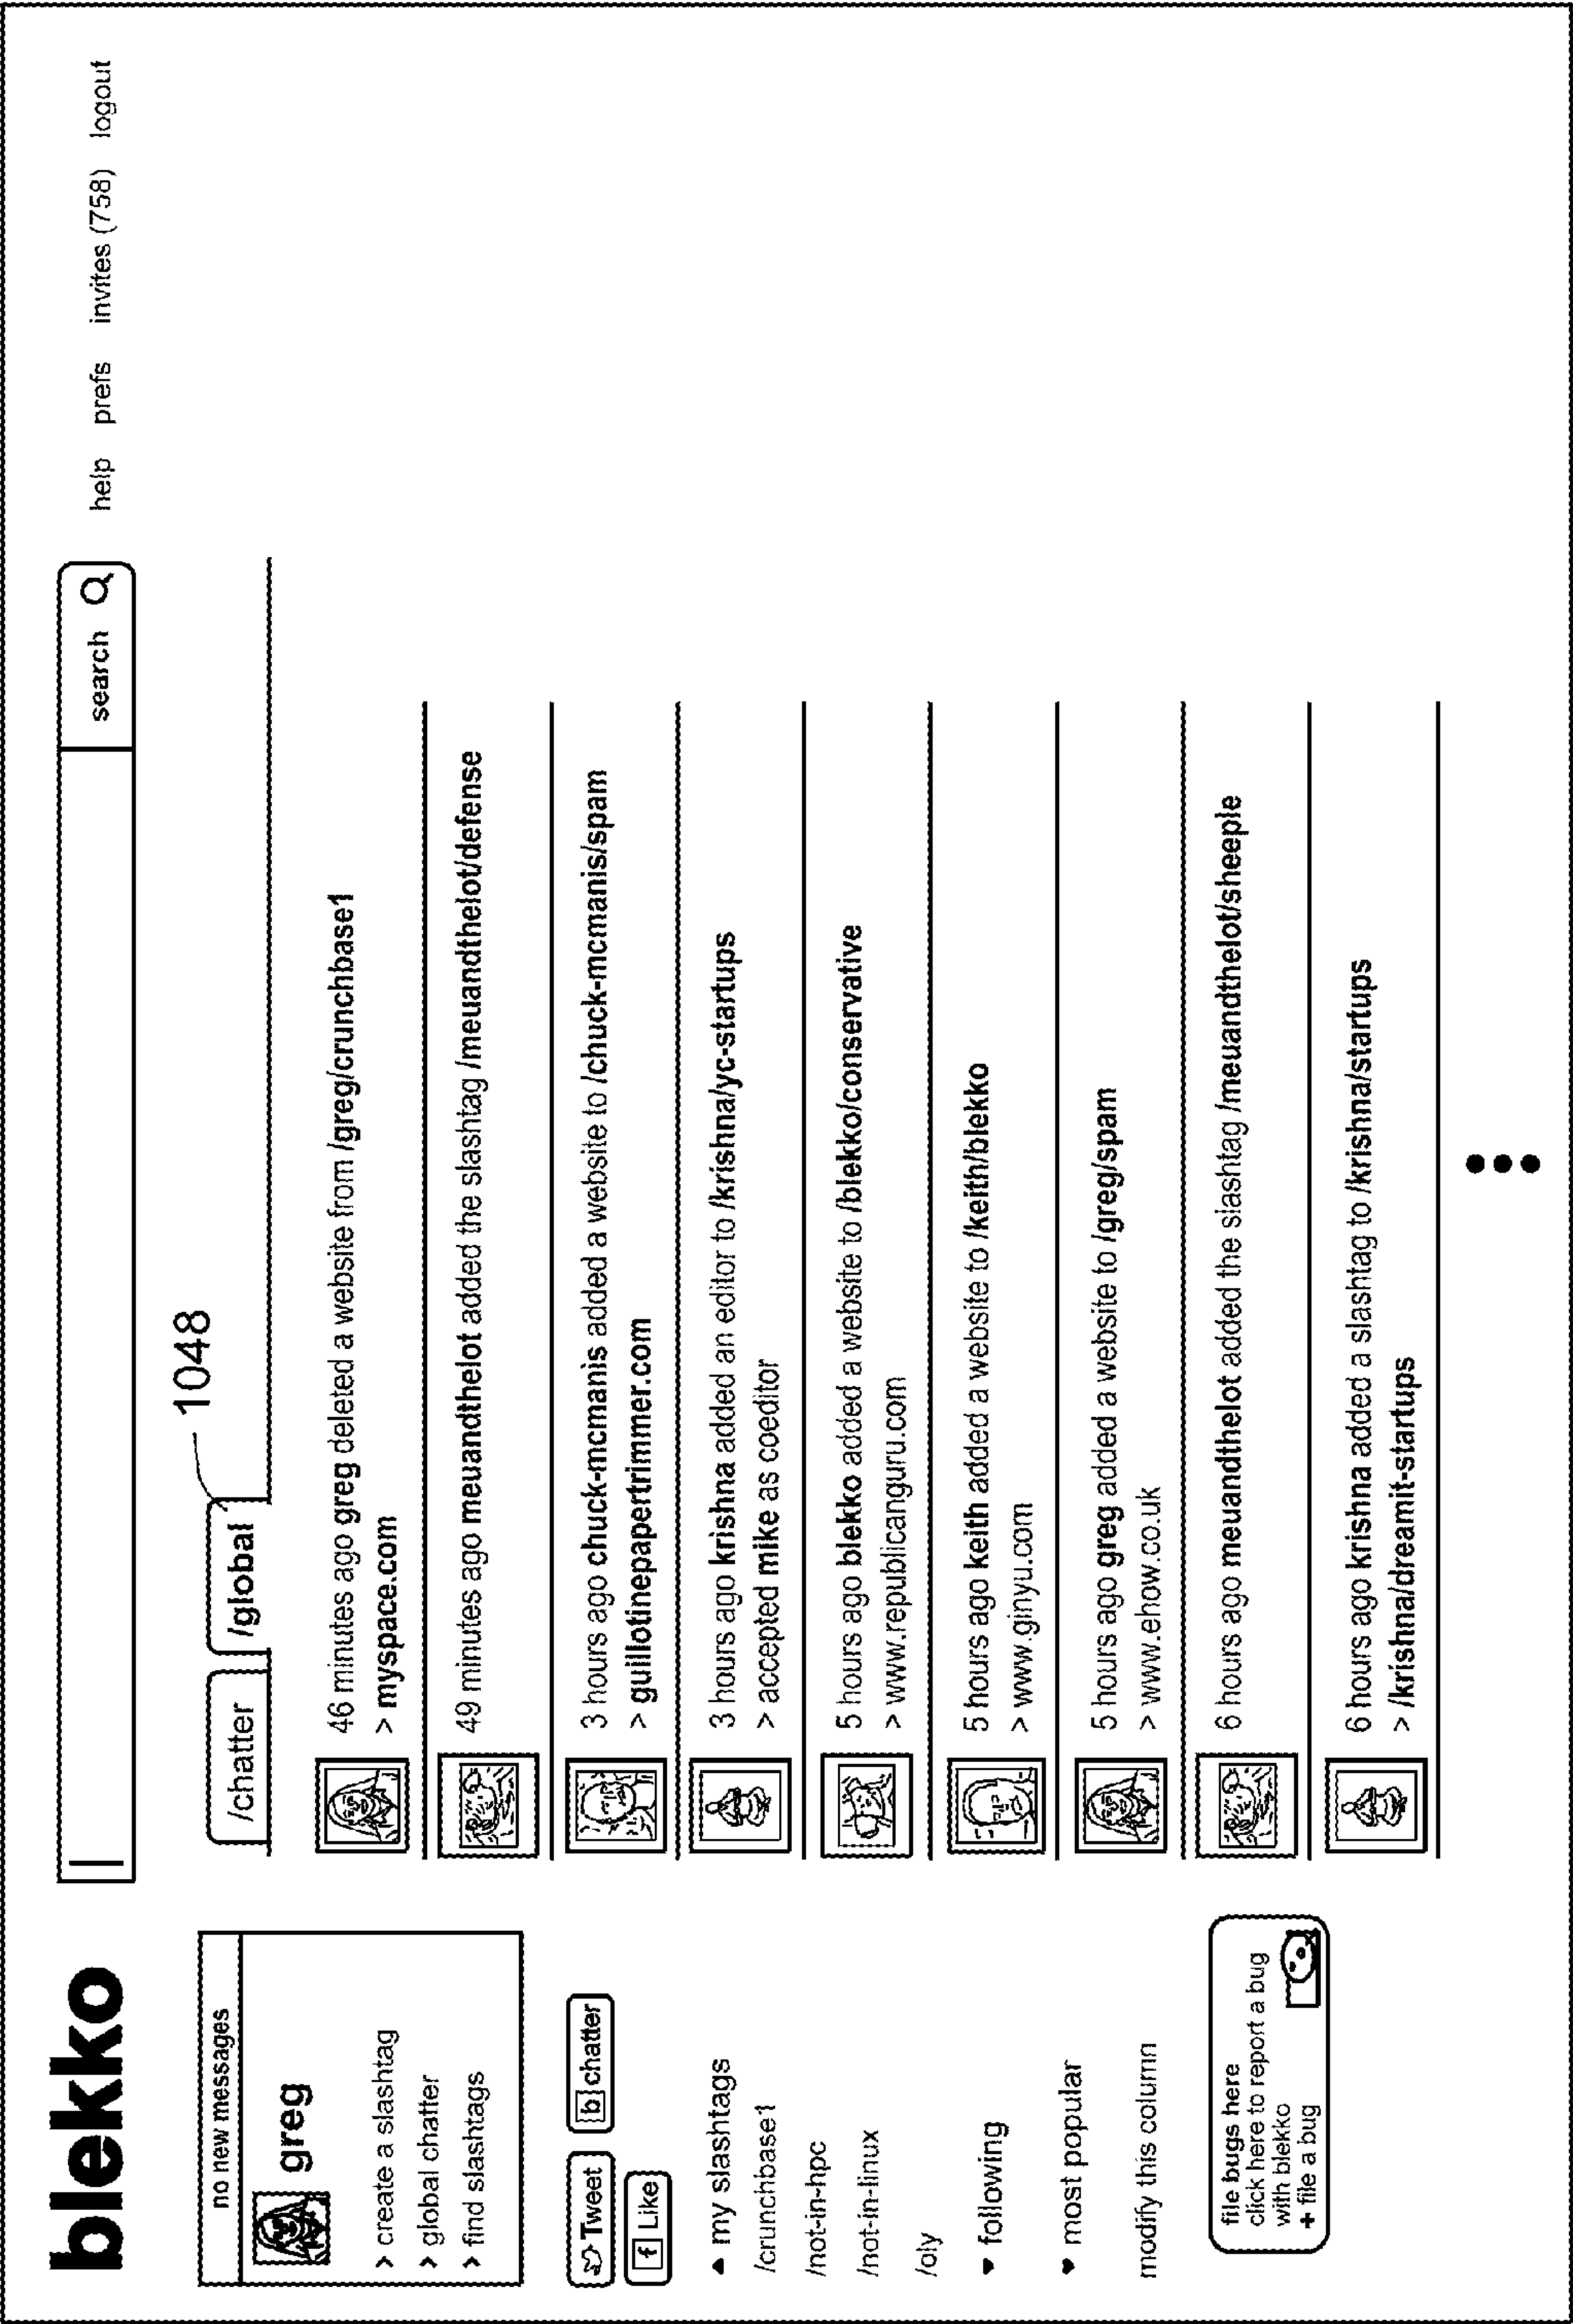 blekko
search
help prefs invites (758) logout
no new messages
greg
> create a slashtag
> global chatter
> find slashtags
Tweet
b chatter
f Like
my slashtags
/crunchbase1
/not-in-hpc
/not-in-linux
/oly
following
most popular
modify this column
file bugs here
click here to report a bug
with blekko
+ file a bug
/chatter
/global
1048
46 minutes ago greg deleted a website from /greg/crunchbase1
> myspace.com
49 minutes ago meuandthelot added the slashtag /meuandthelot/defense
3 hours ago chuck-mcmanis added a website to /chuck-mcmanis/spam
> guillotinepapertrimmer.com
3 hours ago krishna added an editor to /krishna/yc-startups
> accepted mike as coeditor
5 hours ago blekko added a website to /blekko/conservative
> www.republicanguru.com
5 hours ago keith added a website to /keith/blekko
> www.ginyu.com
5 hours ago greg added a website to /greg/spam
> www.ehow.co.uk
6 hours ago meuandthelot added the slashtag /meuandthelot/sheeple
6 hours ago krishna added a slashtag to /krishna/startups
> /krishna/dreamit-startups